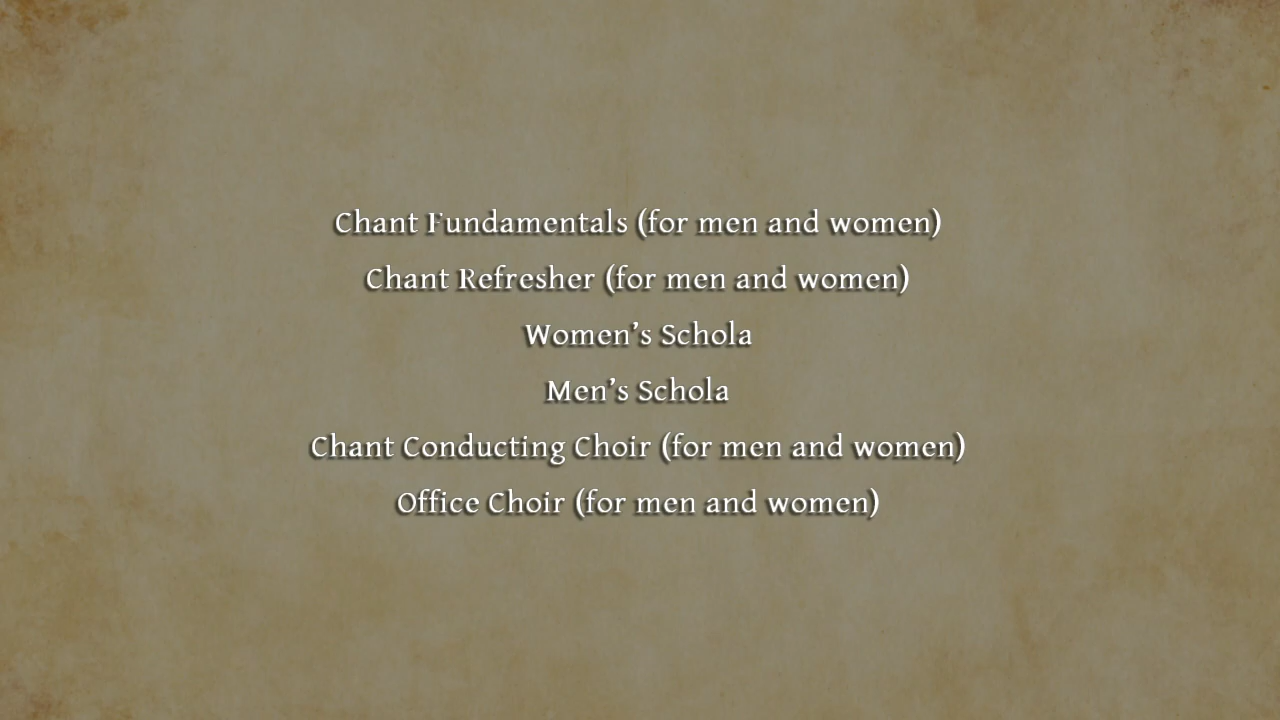 Chant Fundamentals (for men and women)
Chant Refresher (for men and women)
Women’s Schola
Men’s Schola
Chant Conducting Choir (for men and women)
Office Choir (for men and women)